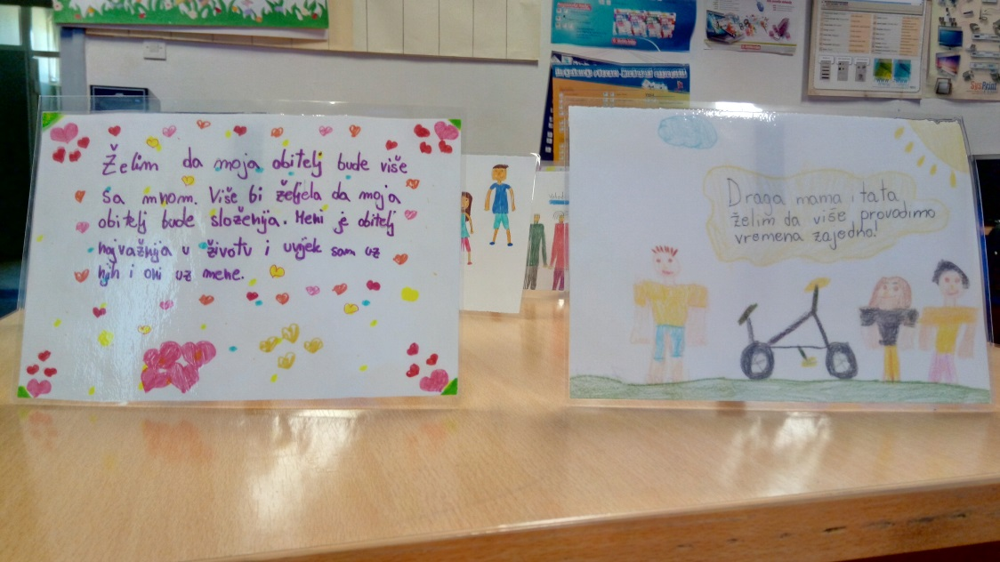 Želim da moja obitelj bude više
sa mnom. Više bi željela da moja
obitelj bude složenija. Meni je obitelj
najvažnija u životu i uvjek sam uz
njih i oni uz mene.
Draga mama i tata
želim da više provodimo
vremena zajedno!